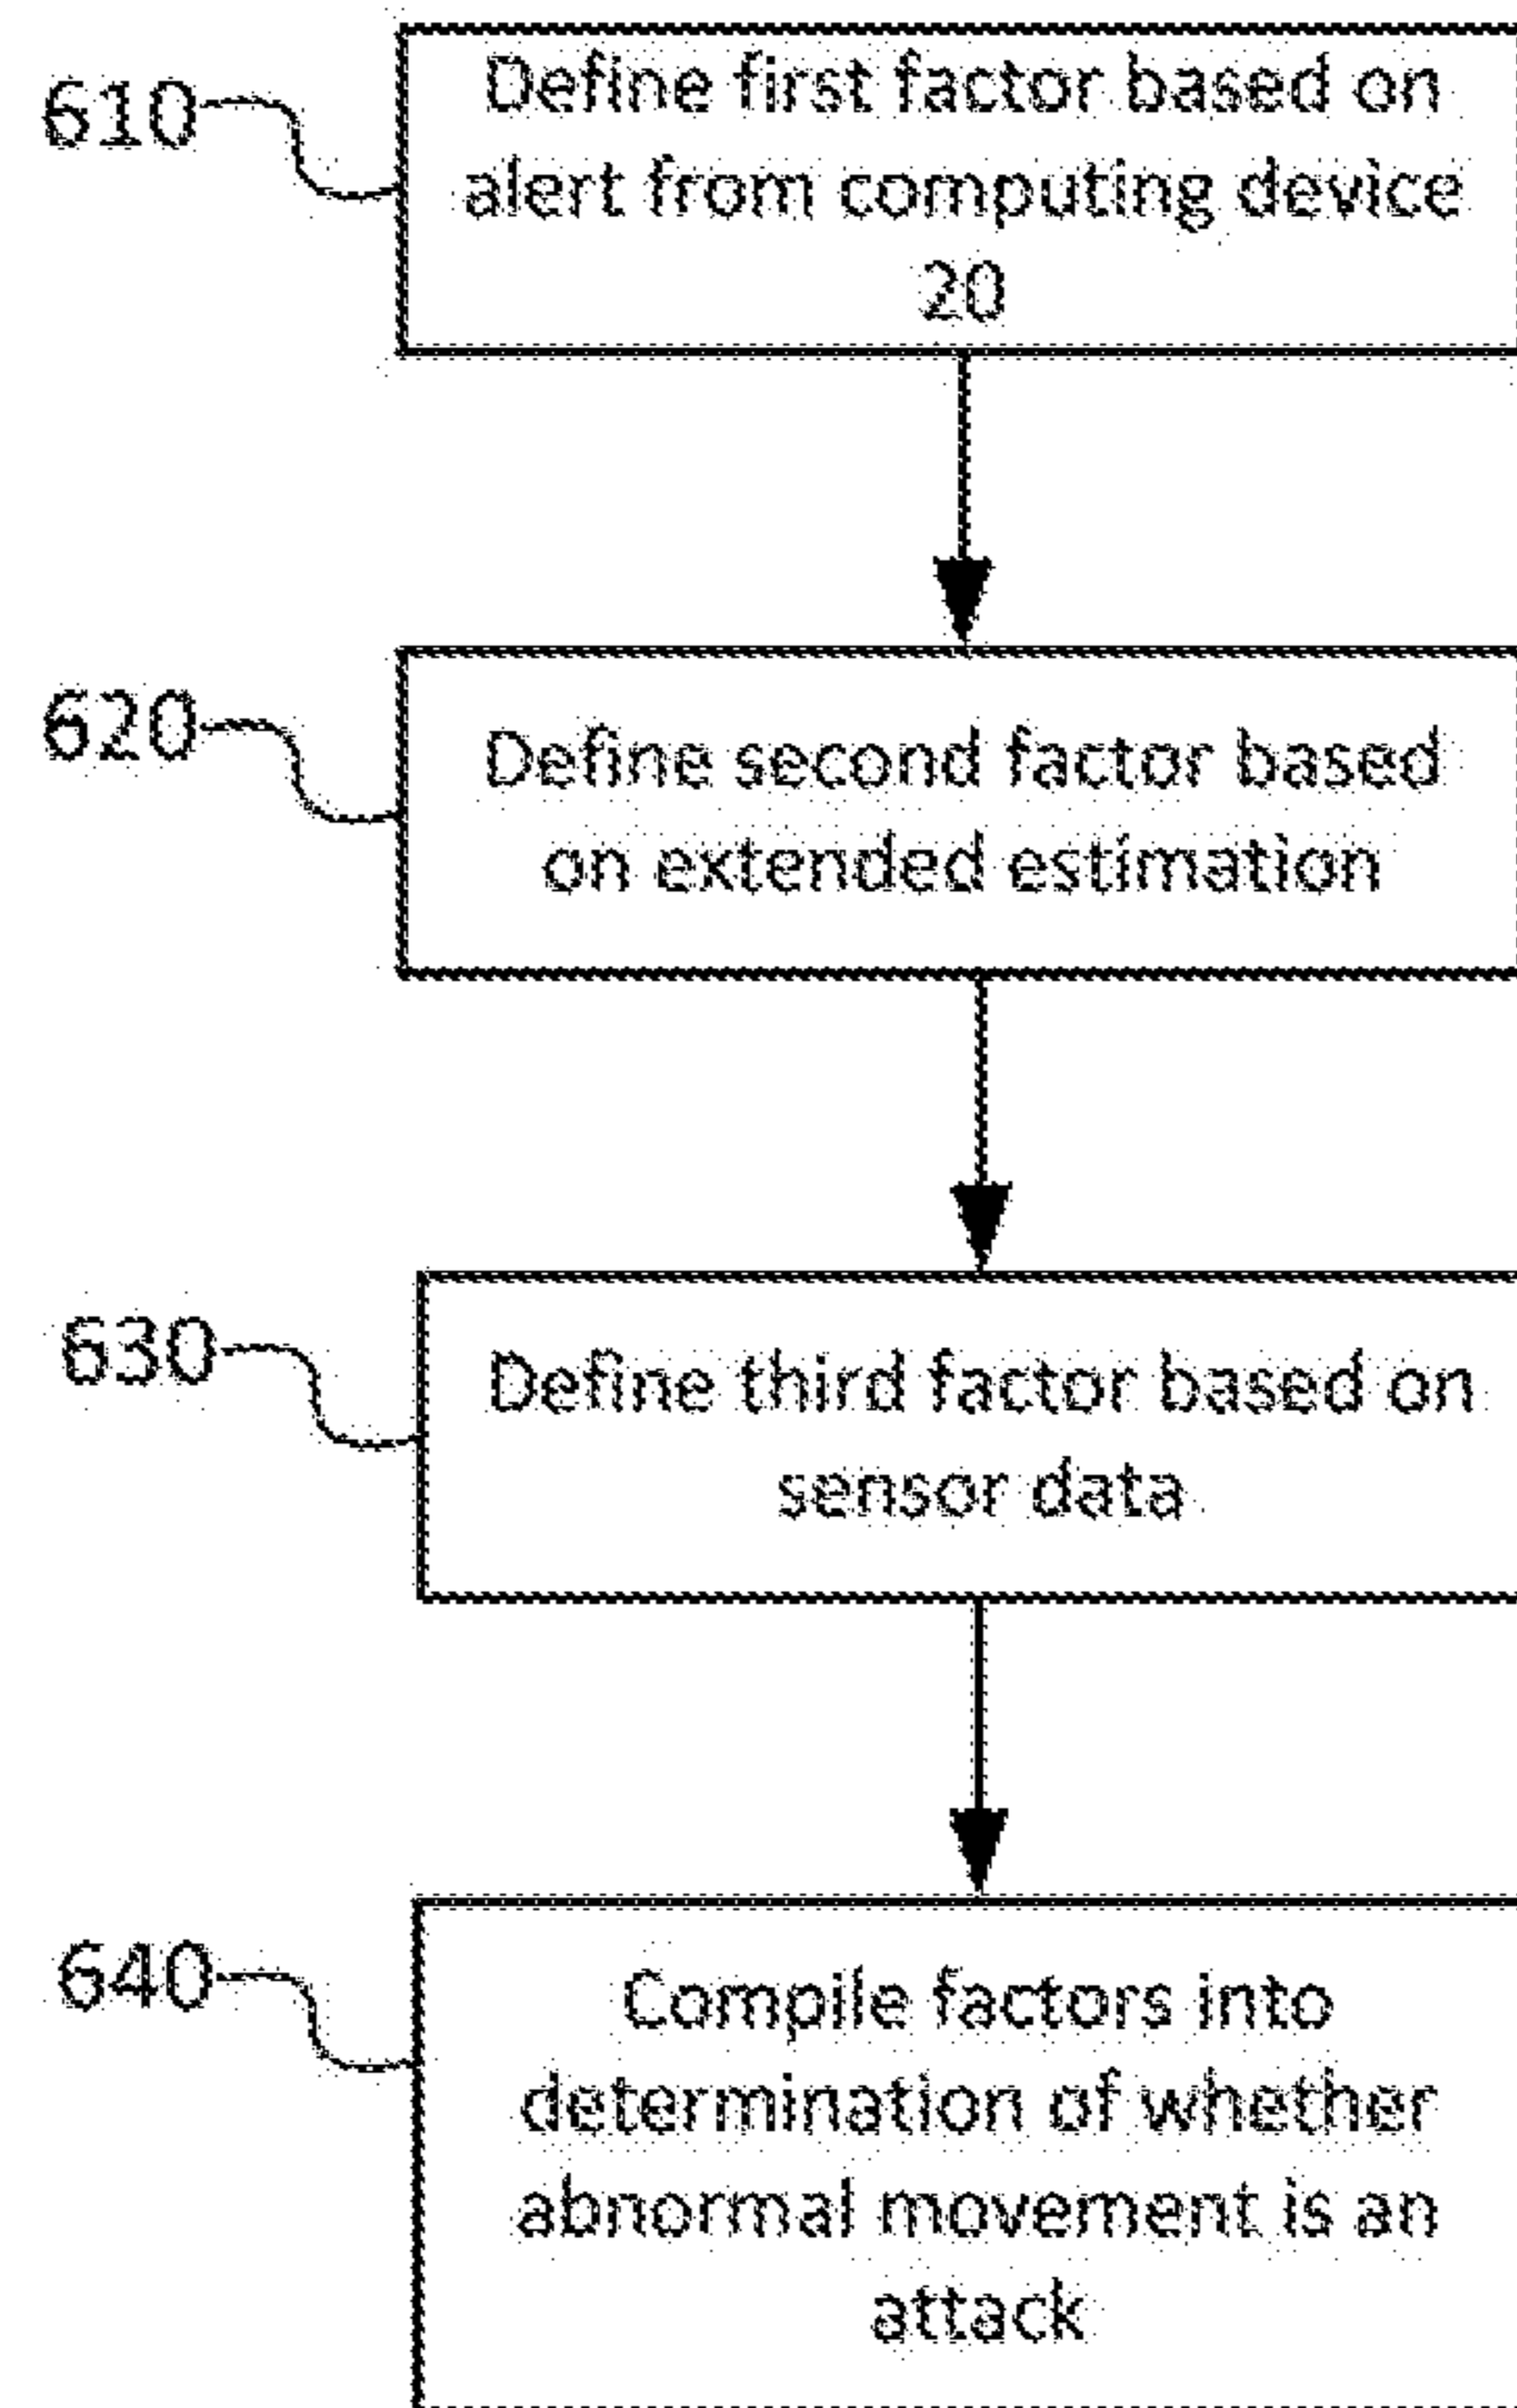 610
Define first factor based on
alert from computing device
20
620
Define second factor based
on extended estimation
630
Define third factor based on
sensor data
640
Compile factors into
determination of whether
abnormal movement is an
attack